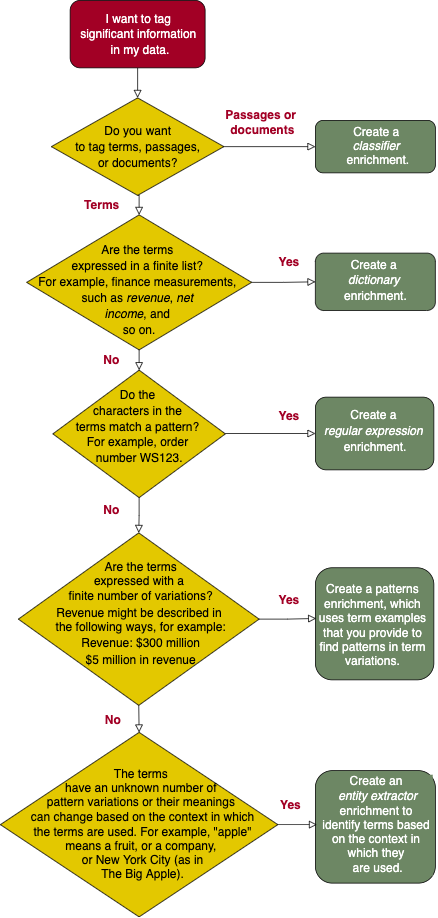 I want to tag
significant information
in my data.
Do you want
to tag terms, passages,
or documents?
Passages or
documents
Create a
classifier
enrichment.
Terms
Are the terms
expressed in a finite list?
For example, finance measurements,
such as revenue, net
income, and
so on.
Yes
Create a
dictionary
enrichment.
No
Do the
characters in the
terms match a pattern?
For example, order
number WS123.
Yes
Create a
regular expression
enrichment.
No
Are the terms
expressed with a
finite number of variations?
Revenue might be described in
the following ways, for example:
Revenue: $300 million
$5 million in revenue
Yes
Create a patterns
enrichment, which
uses term examples
that you provide to
find patterns in term
variations.
No
The terms
have an unknown number of
pattern variations or their meanings
can change based on the context in which
the terms are used. For example, "apple"
means a fruit, or a company,
or New York City (as in
The Big Apple).
Yes
Create an
entity extractor
enrichment to
identify terms based
on the context in
which they
are used.